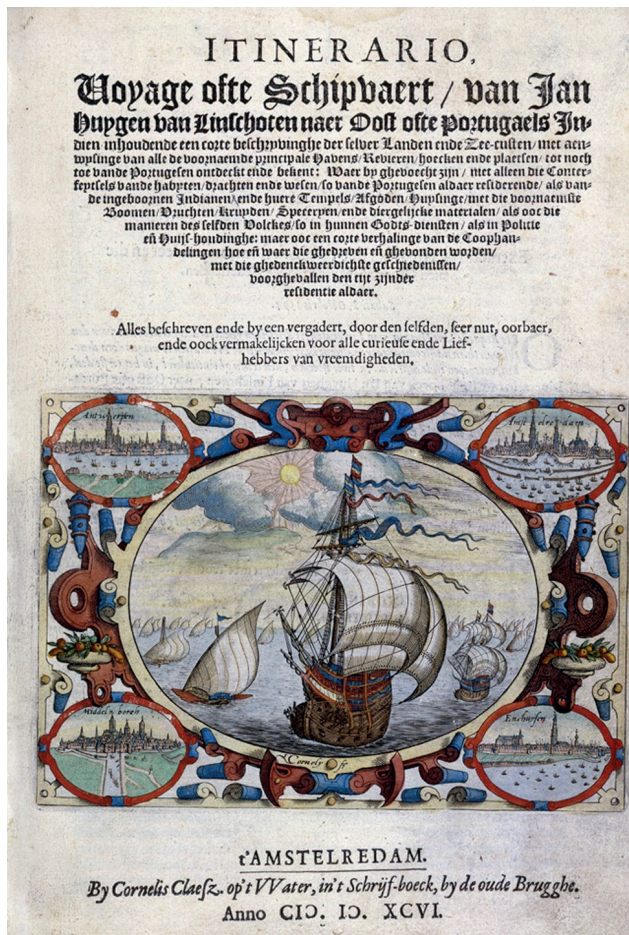 ITINERARIO,
Voyage ofte Schipvaert / van Jan
Huygen van Linschoten naer Oost ofte Portugaels In-
dien inhoudende een corte beschryvinghe der selver Landen ende Zee-custen / met aen-
wysinge van alle de voornaemde principale Havens / Revieren / hoecken ende plaetsen / tot noch
toe vande Portugesen ontdeckt ende bekent: Waer by ghevoecht zijn / niet alleen die Conter-
feytsels vande habyten / drachten ende wesen / so vande Portugesen aldaer residerende / als van-
de ingeboornen Indianen / ende huere Tempels / Afgoden / Huysinge / met die voornaemste
Boomen / Vruchten / Kruyden / Speceryen / ende diergelijcke materialen / als ooc die
manieren des selfden Volckes / so in hunnen Godts-diensten / als in Politie
eñ Huijs-houdinghe: maer ooc een corte verhalinge van de Coophan-
delingen hoe eñ waer die ghedreven eñ ghevonden worden /
met die ghedenckweerdichste geschiedenissen /
voorghevallen den tijt zijnder
residentie aldaer.
Alles beschreven ende by een vergadert, door den selfden, seer nut, oorbaer,
ende oock vermakelijcken voor alle curieuse ende Lief-
hebbers van vreemdigheden.
Antwerpen
Amstelredam
Middelborch
Enchuysen
t'AMSTELREDAM.
By Cornelis Claesz. op't VVater, in't Schrijf-boeck, by de oude Brugghe.
Anno CIↃ. IↃ. XCVI.